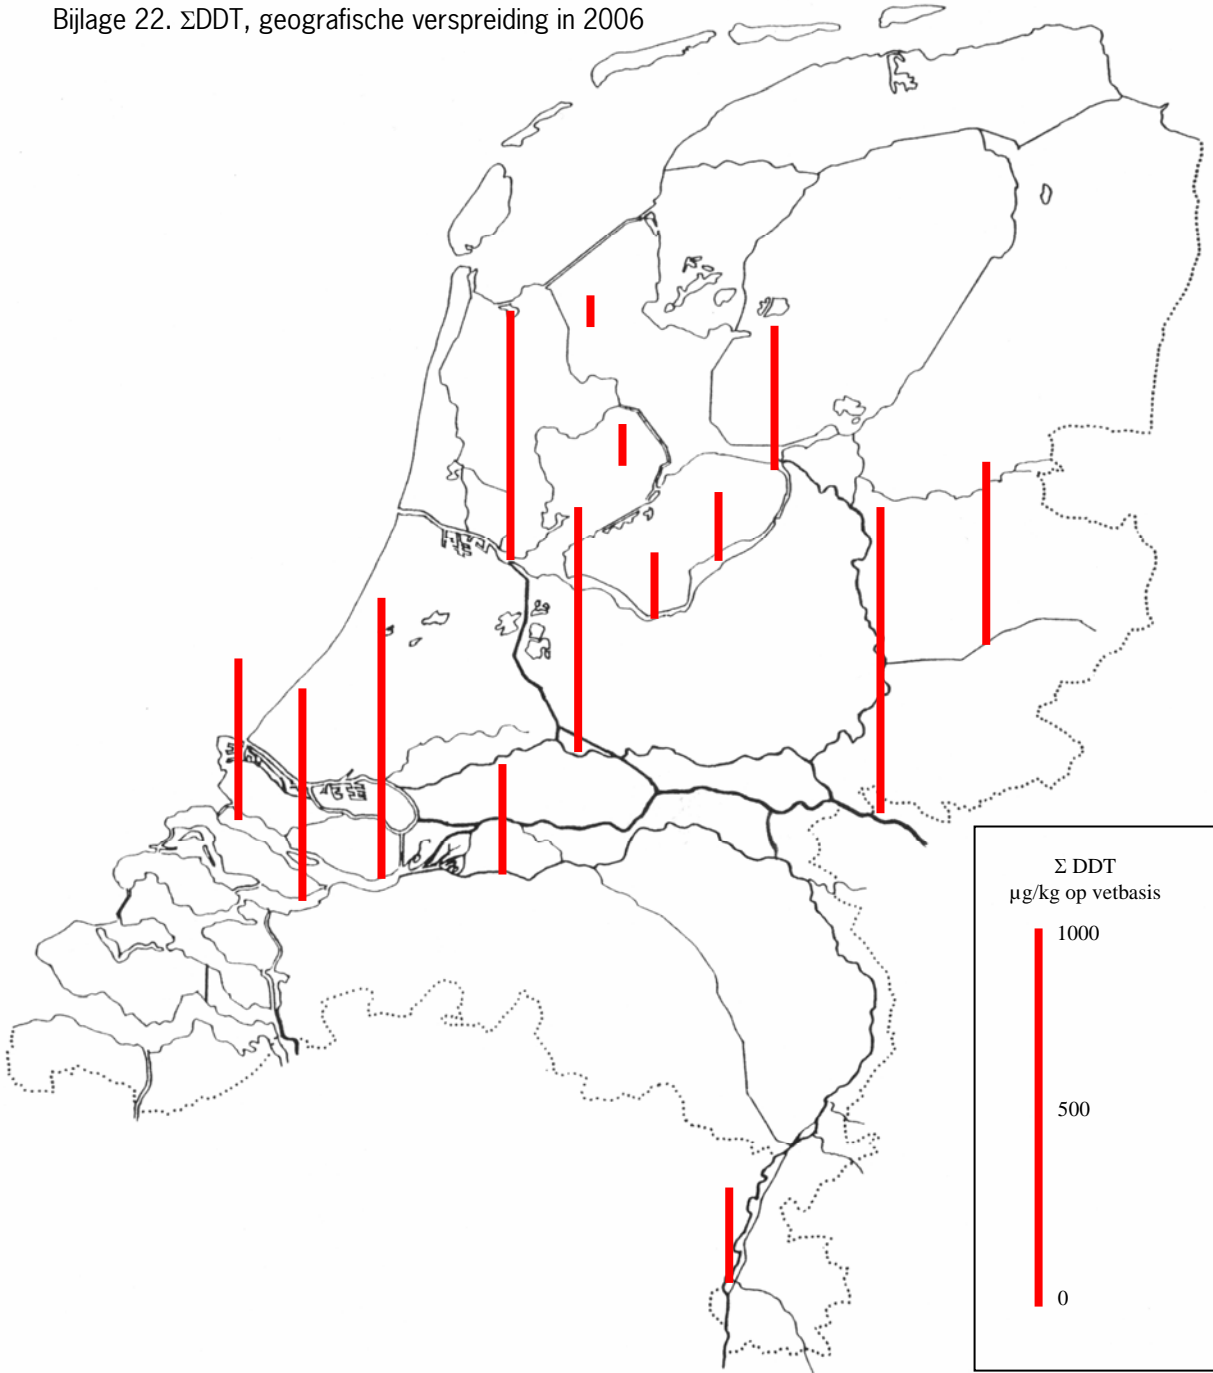 Bijlage 22. ΣDDT, geografische verspreiding in 2006
Σ DDT
µg/kg op vetbasis
1000
500
0